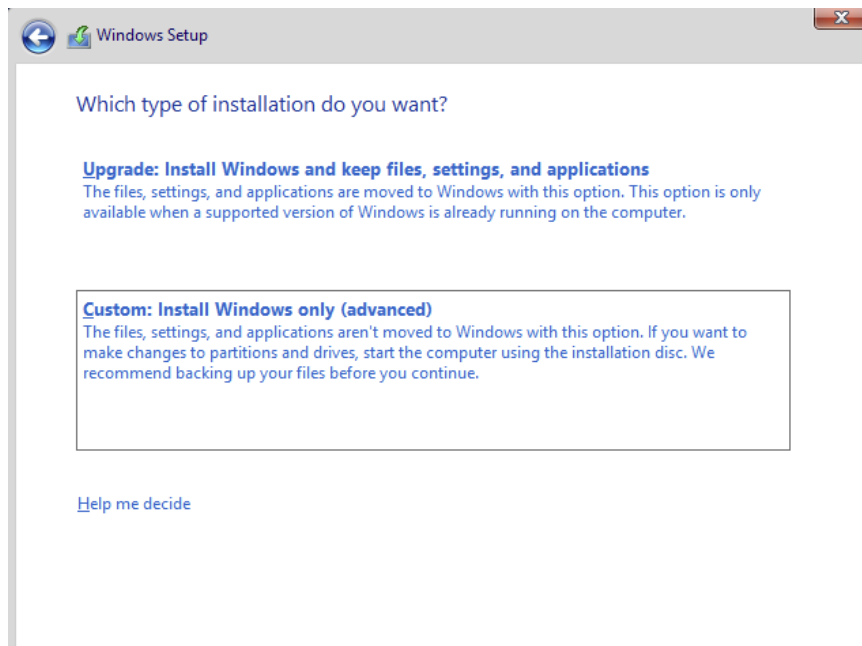 Windows Setup
Which type of installation do you want?
Upgrade: Install Windows and keep files, settings, and applications
The files, settings, and applications are moved to Windows with this option. This option is only
available when a supported version of Windows is already running on the computer.
Custom: Install Windows only (advanced)
The files, settings, and applications aren't moved to Windows with this option. If you want to
make changes to partitions and drives, start the computer using the installation disc. We
recommend backing up your files before you continue.
Help me decide